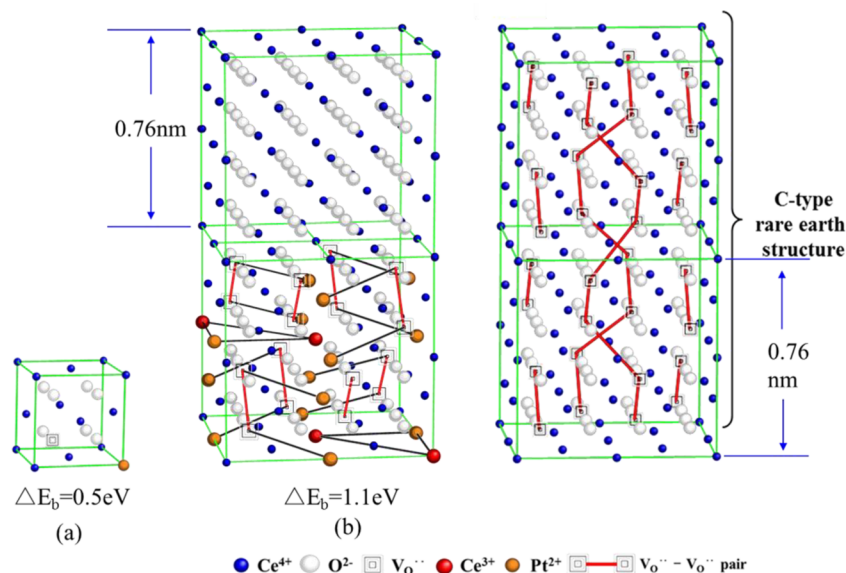 0.76nm
C-type
rare earth
structure
0.76
nm
△Eb=0.5eV
△Eb=1.1eV
(a)
(b)
Ce4+ O2- VO·· Ce3+ Pt2+ VO·· - VO·· pair